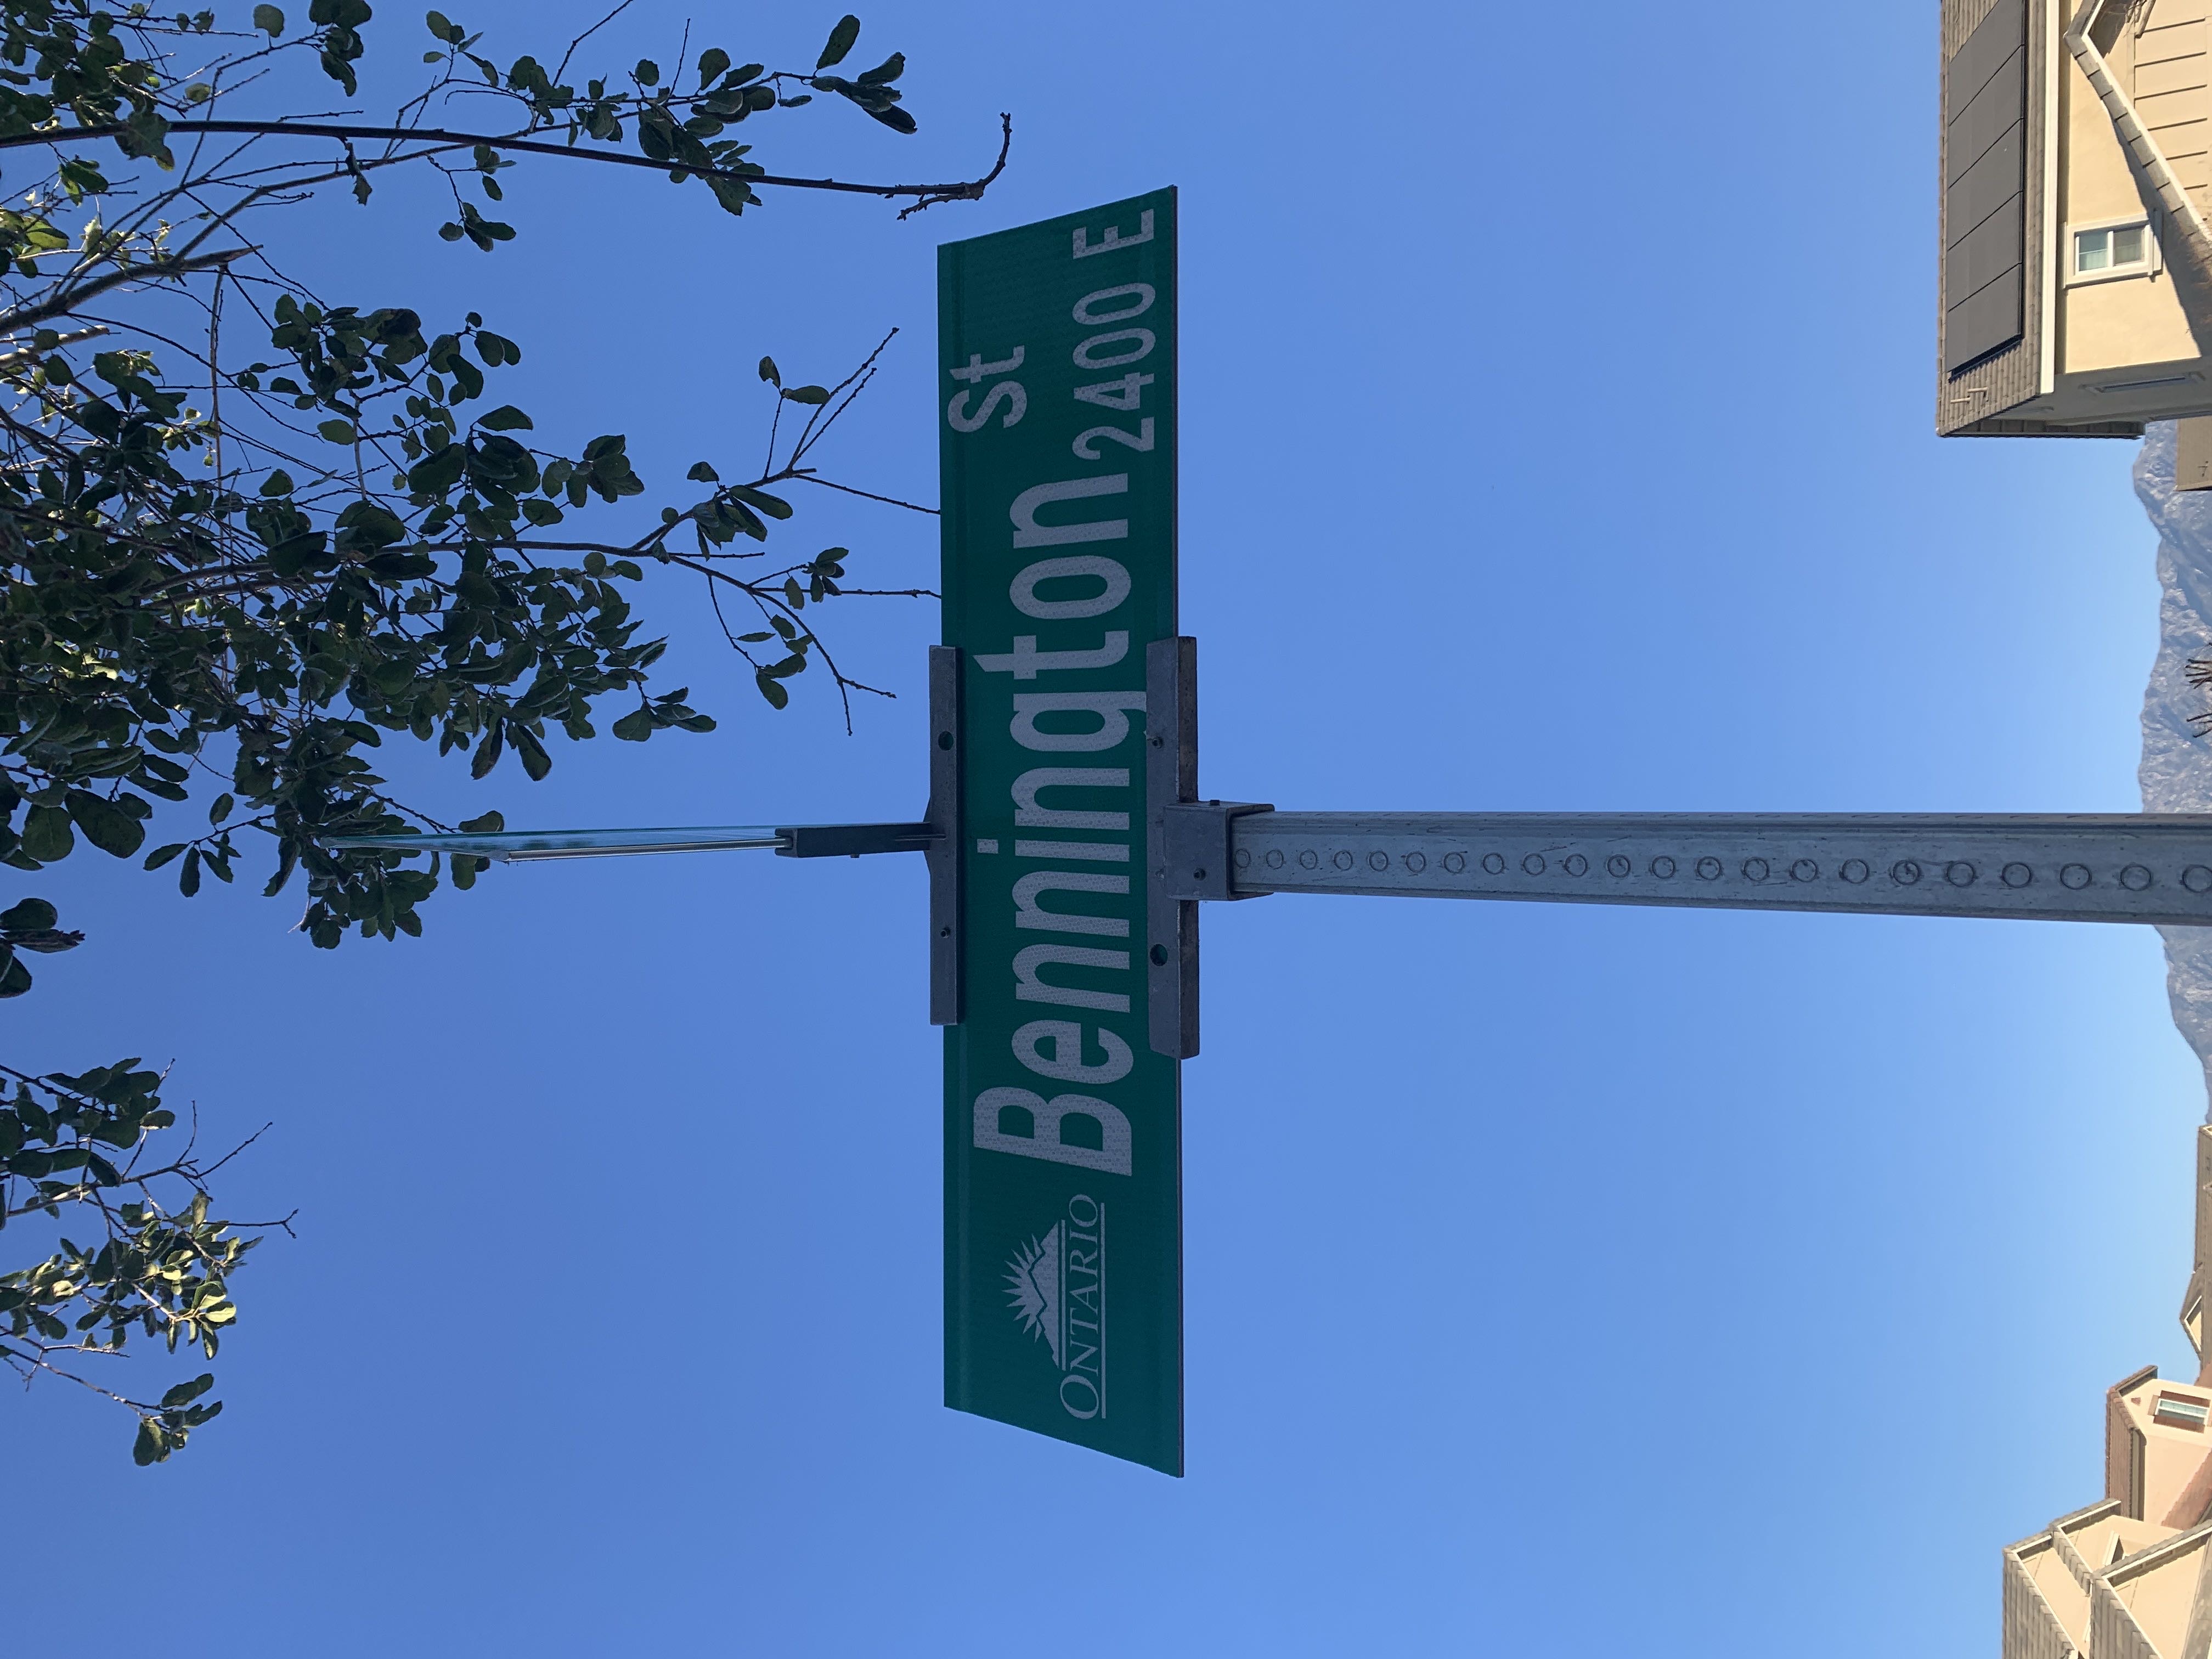 ONTARIO
Bennington St
2400 E